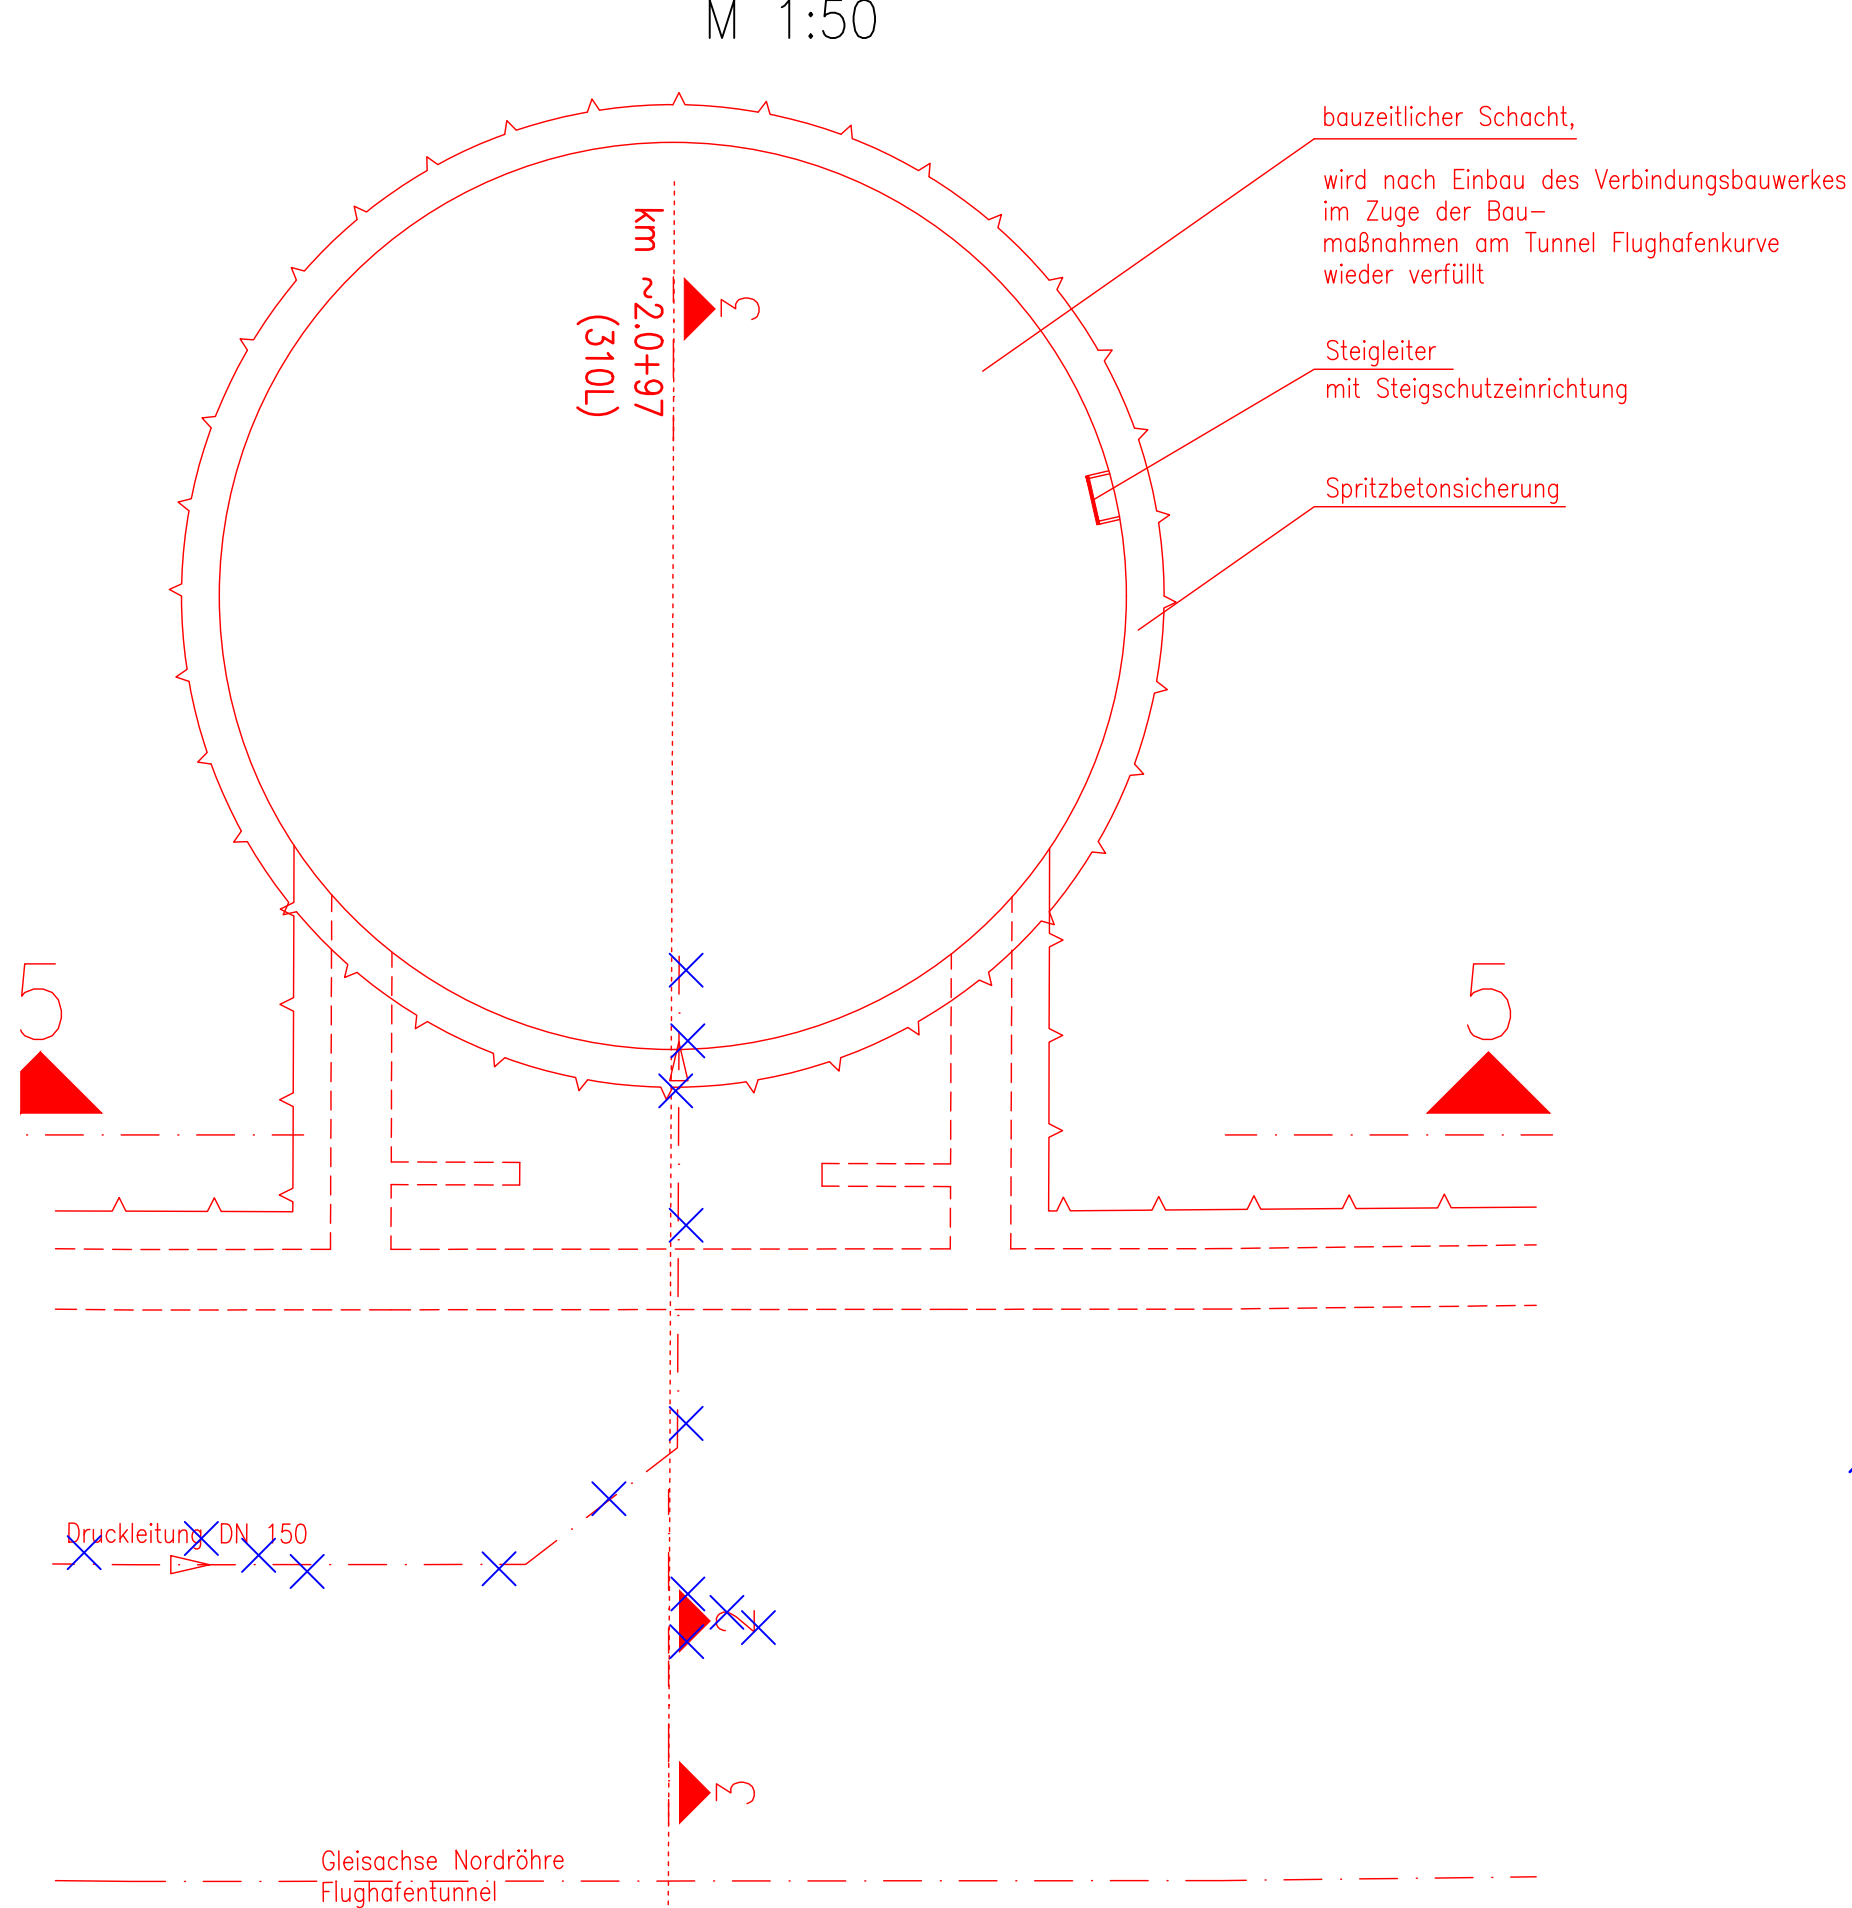 M 1:50
bauzeitlicher Schacht,
wird nach Einbau des Verbindungsbauwerkes
im Zuge der Bau-
maßnahmen am Tunnel Flughafenkurve
wieder verfüllt
km ~2.0+97
(310L)
3
Steigleiter
mit Steigschutzeinrichtung
Spritzbetonsicherung
5
5
Druckleitung DN 150
2
3
Gleisachse Nordröhre
Flughafentunnel